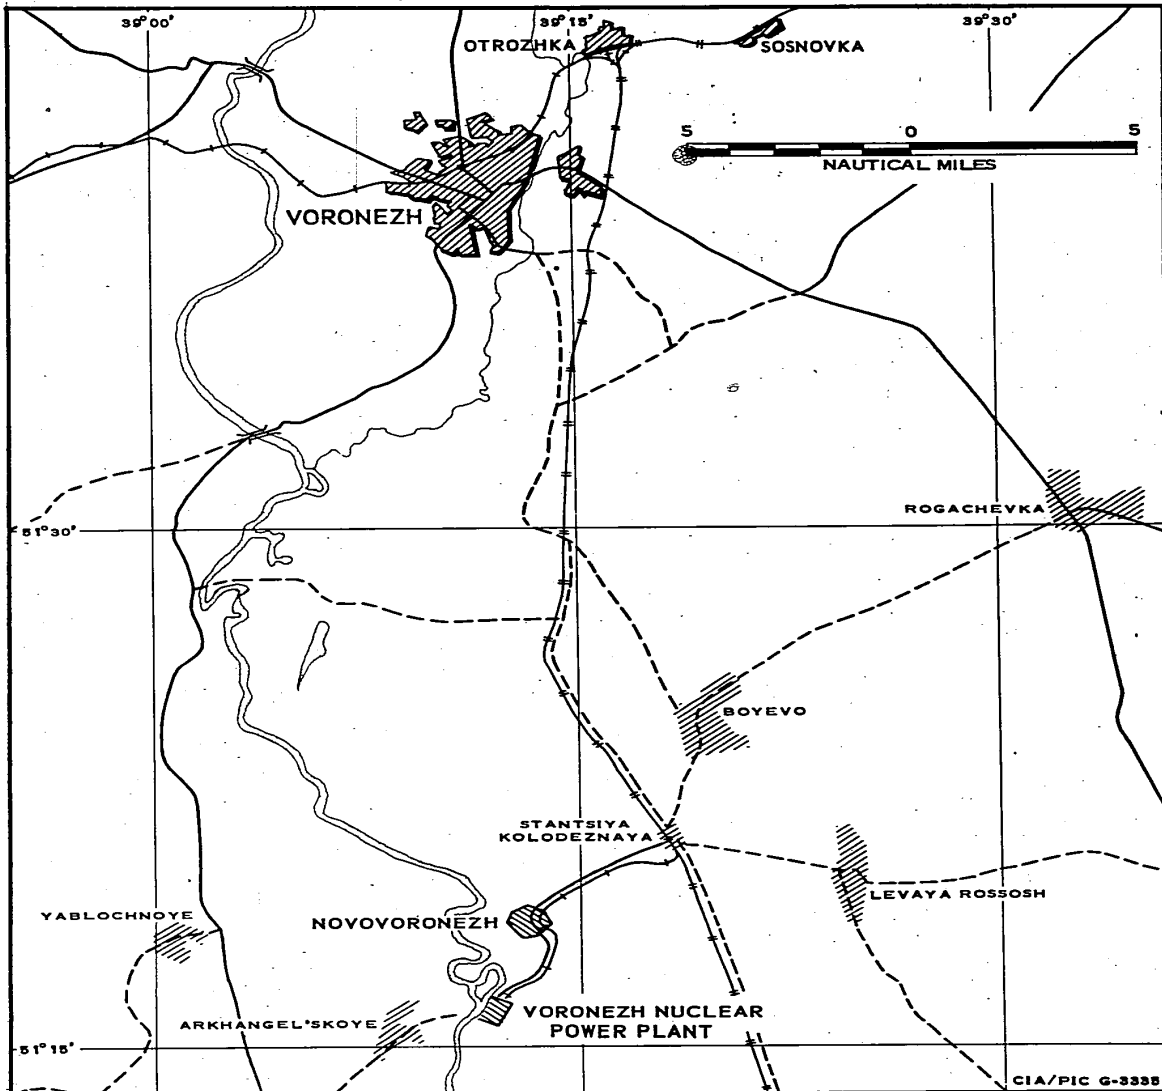 39°00'
39°15'
39°30'
OTROZHKA
SOSNOVKA
5 0 5
NAUTICAL MILES
VORONEZH
ROGACHEVKA
51°30'
BOYEVO
STANTSIYA
KOLODEZNAYA
LEVAYA ROSSOSH
YABLOCHNOYE
NOVOVORONEZH
VORONEZH NUCLEAR
POWER PLANT
ARKHANGEL'SKOYE
51°15'
CIA/PIC G-3339